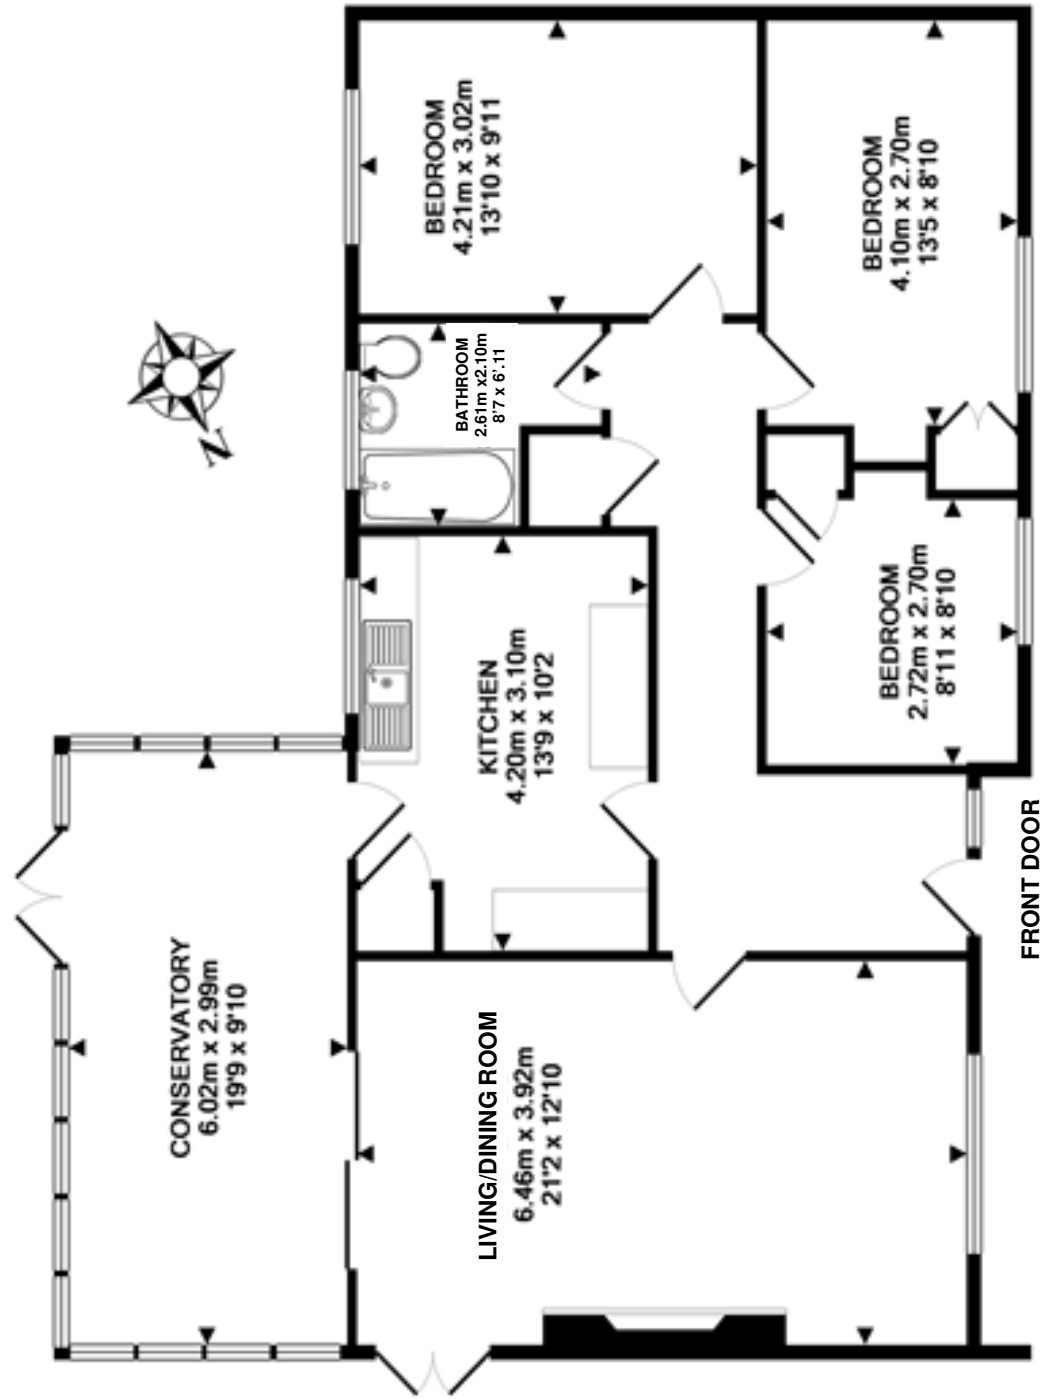 BEDROOM
4.21m x 3.02m
13'10 x 9'11
BEDROOM
4.10m x 2.70m
13'5 x 8'10
BATHROOM
2.61m x2.10m
8'7 x 6'.11
N
KITCHEN
4.20m x 3.10m
13'9 x 10'2
BEDROOM
2.72m x 2.70m
8'11 x 8'10
CONSERVATORY
6.02m x 2.99m
19'9 x 9'10
LIVING/DINING ROOM
6.46m x 3.92m
21'2 x 12'10
FRONT DOOR